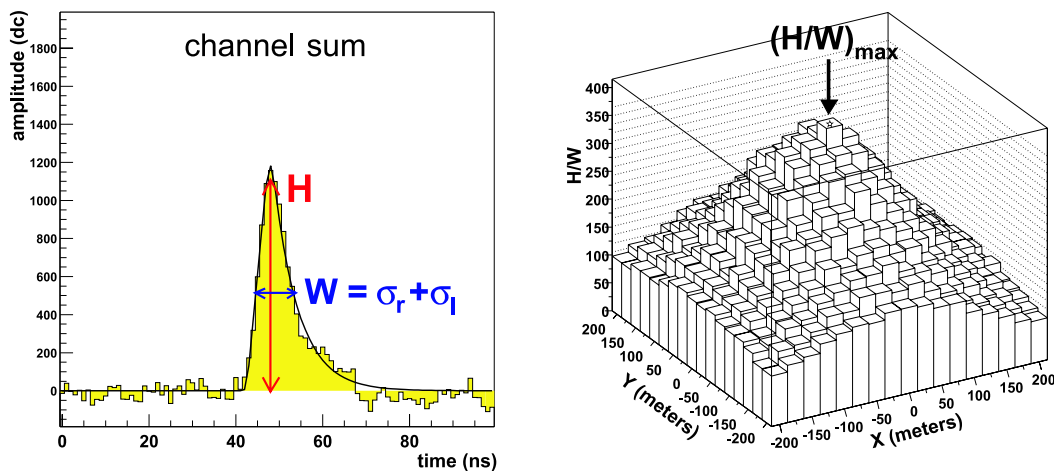 amplitude (dc)
1800
1600
1400
1200
1000
800
600
400
200
0
channel sum
H
W = σr+σl
0 20 40 60 80
time (ns)
(H/W)max
H/W
400
350
300
250
200
150
100
50
0
200 150 100 50 0 -50 -100 -150 -200
Y (meters)
-200 -150 -100 -50 0 50 100 150 200
X (meters)